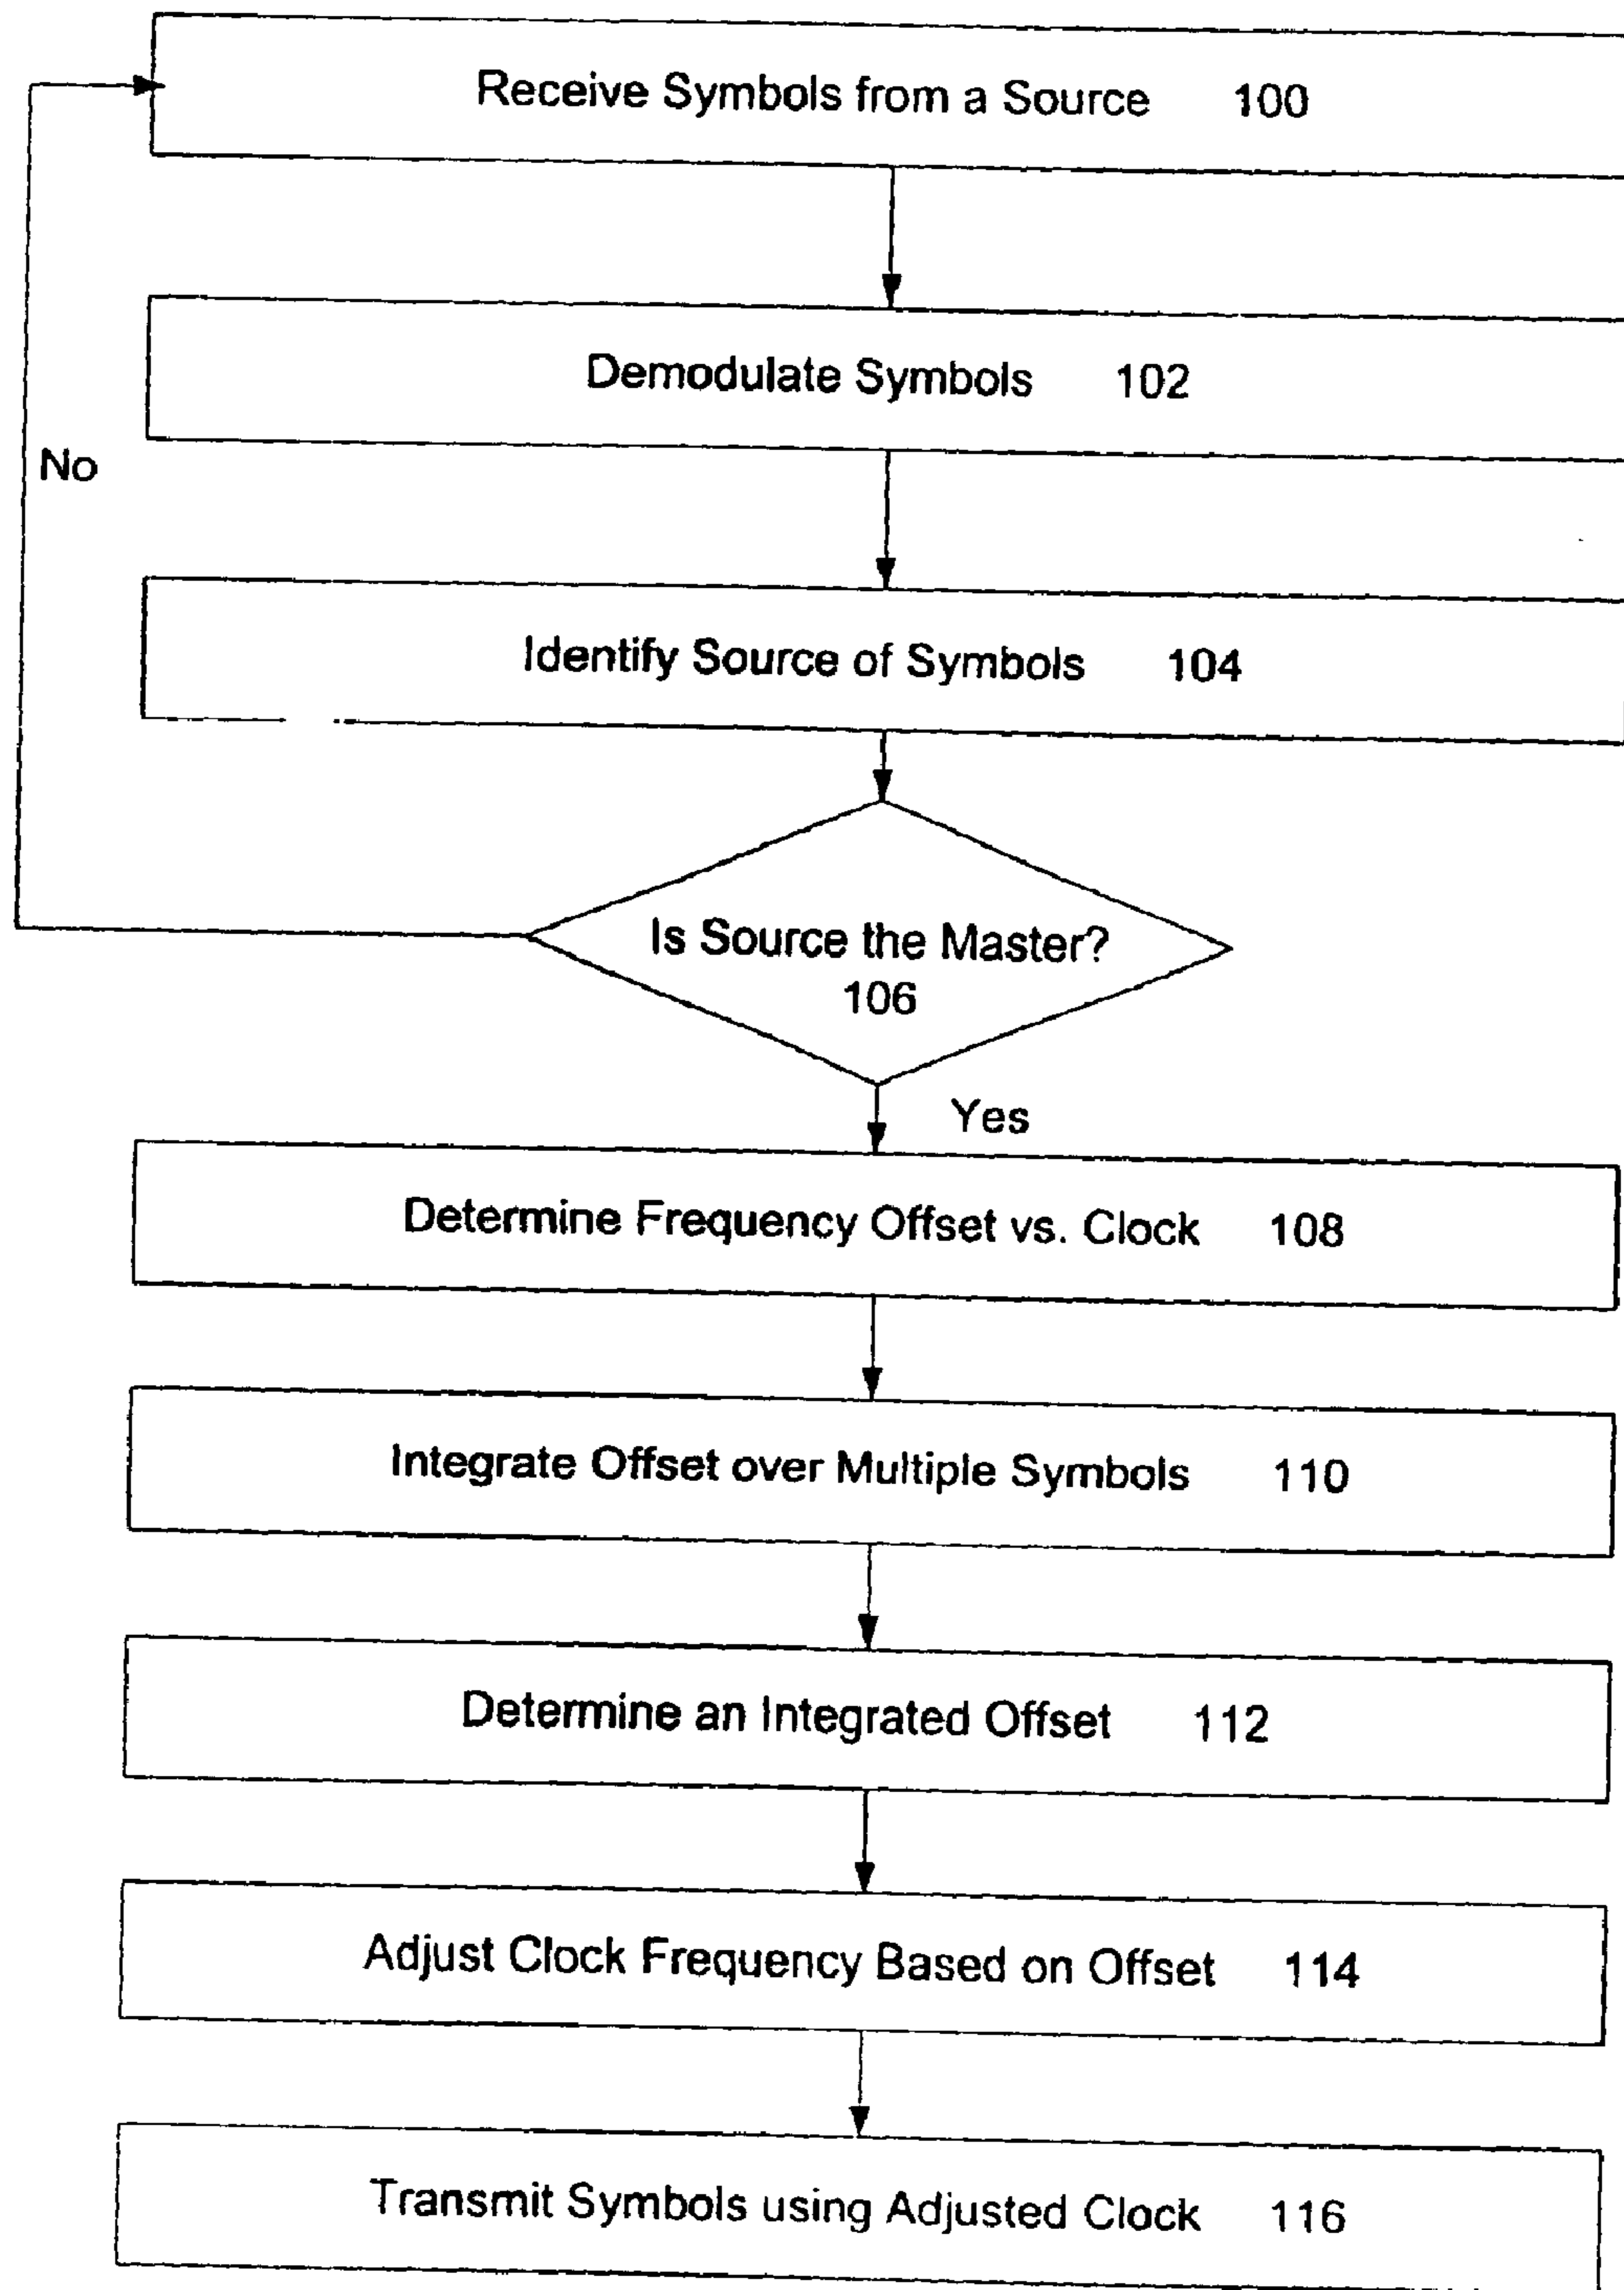 Receive Symbols from a Source 100
Demodulate Symbols 102
No
Identify Source of Symbols 104
Is Source the Master?
106
Yes
Determine Frequency Offset vs. Clock 108
Integrate Offset over Multiple Symbols 110
Determine an Integrated Offset 112
Adjust Clock Frequency Based on Offset 114
Transmit Symbols using Adjusted Clock 116